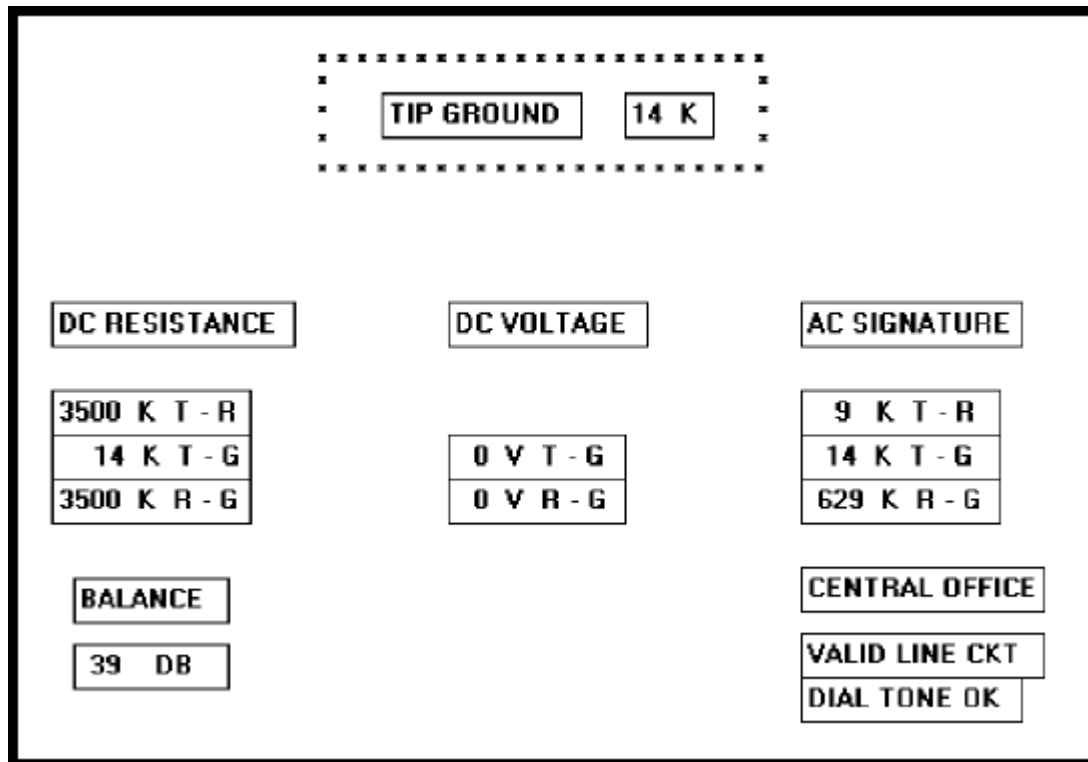 TIP GROUND 14 K
DC RESISTANCE DC VOLTAGE AC SIGNATURE
3500 K T - R 9 K T - R
14 K T - G 0 V T - G 14 K T - G
3500 K R - G 0 V R - G 629 K R - G
BALANCE CENTRAL OFFICE
39 DB VALID LINE CKT
DIAL TONE OK